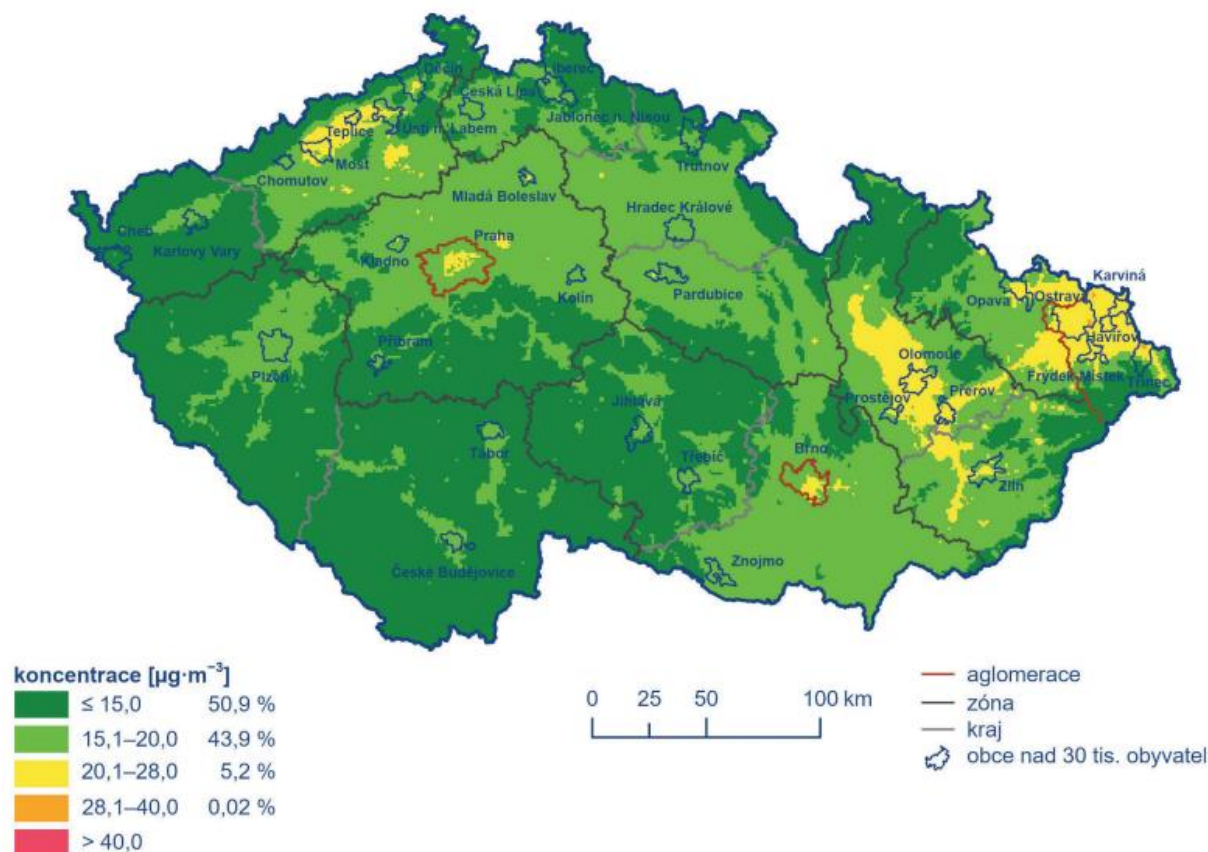 Děčín
Liberec
Česká Lípa
Jablonec n. Nisou
Teplice
Ústí n. Labem
Most
Chomutov
Trutnov
Mladá Boleslav
Hradec Králové
Cheb
Karlovy Vary
Praha
Kladno
Kolín
Pardubice
Karviná
Opava
Ostrava
Havířov
Příbram
Plzeň
Olomouc
Frýdek-Místek
Třinec
Přerov
Prostějov
Jihlava
Tábor
Třebíč
Brno
Zlín
Znojmo
České Budějovice
koncentrace [µg·m⁻³]
≤ 15,0 50,9 %
15,1–20,0 43,9 %
20,1–28,0 5,2 %
28,1–40,0 0,02 %
> 40,0
0 25 50 100 km
aglomerace
zóna
kraj
obce nad 30 tis. obyvatel